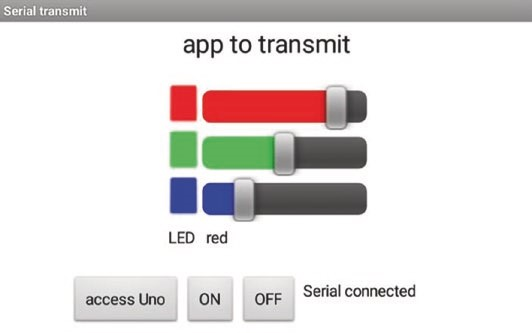 Serial transmit
app to transmit
LED red
access Uno ON OFF Serial connected